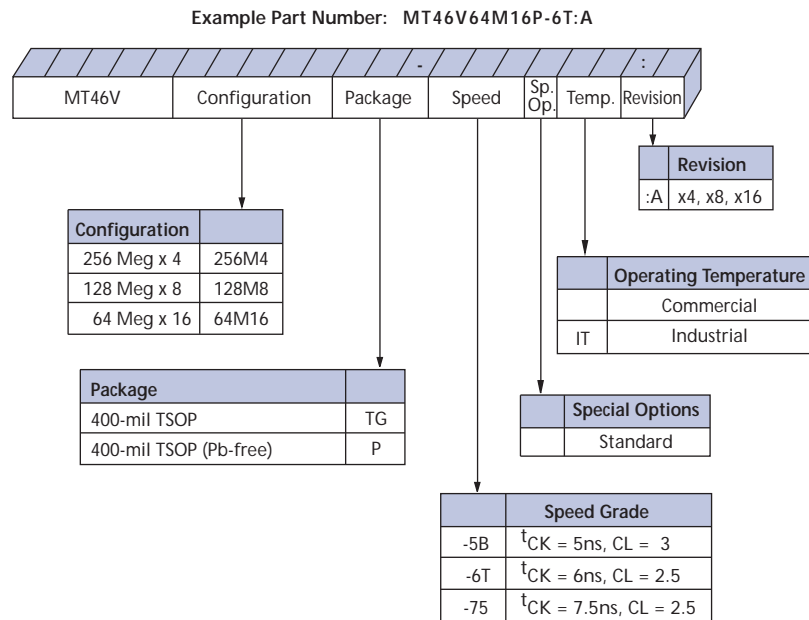 Example Part Number: MT46V64M16P-6T:A
- :
MT46V Configuration Package Speed Sp. Op. Temp. Revision
Revision
:A x4, x8, x16
Configuration
256 Meg x 4 256M4
128 Meg x 8 128M8
64 Meg x 16 64M16
Operating Temperature
Commercial
IT Industrial
Package
400-mil TSOP TG
400-mil TSOP (Pb-free) P
Special Options
Standard
Speed Grade
-5B tCK = 5ns, CL = 3
-6T tCK = 6ns, CL = 2.5
-75 tCK = 7.5ns, CL = 2.5